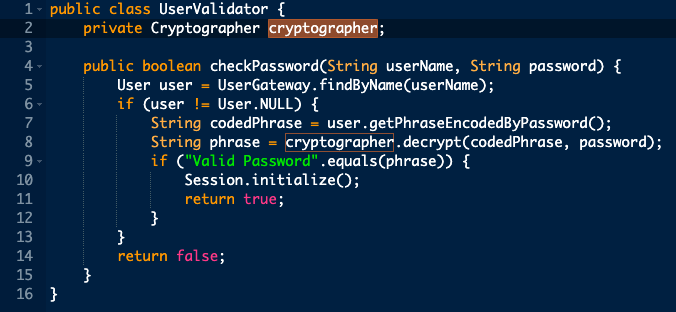 1 public class UserValidator {
2     private Cryptographer cryptographer;
3
4     public boolean checkPassword(String userName, String password) {
5         User user = UserGateway.findByName(userName);
6         if (user != User.NULL) {
7             String codedPhrase = user.getPhraseEncodedByPassword();
8             String phrase = cryptographer.decrypt(codedPhrase, password);
9             if ("Valid Password".equals(phrase)) {
10                 Session.initialize();
11                 return true;
12             }
13         }
14         return false;
15     }
16 }